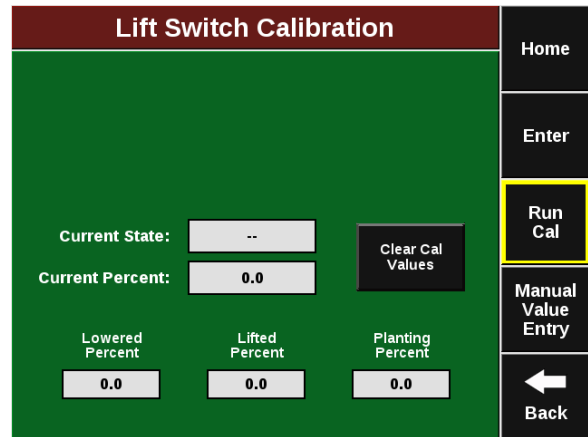 Lift Switch Calibration
Home
Enter
Run
Cal
Manual
Value
Entry
Back
Current State:
--
Current Percent:
0.0
Clear Cal
Values
Lowered
Percent
Lifted
Percent
Planting
Percent
0.0
0.0
0.0